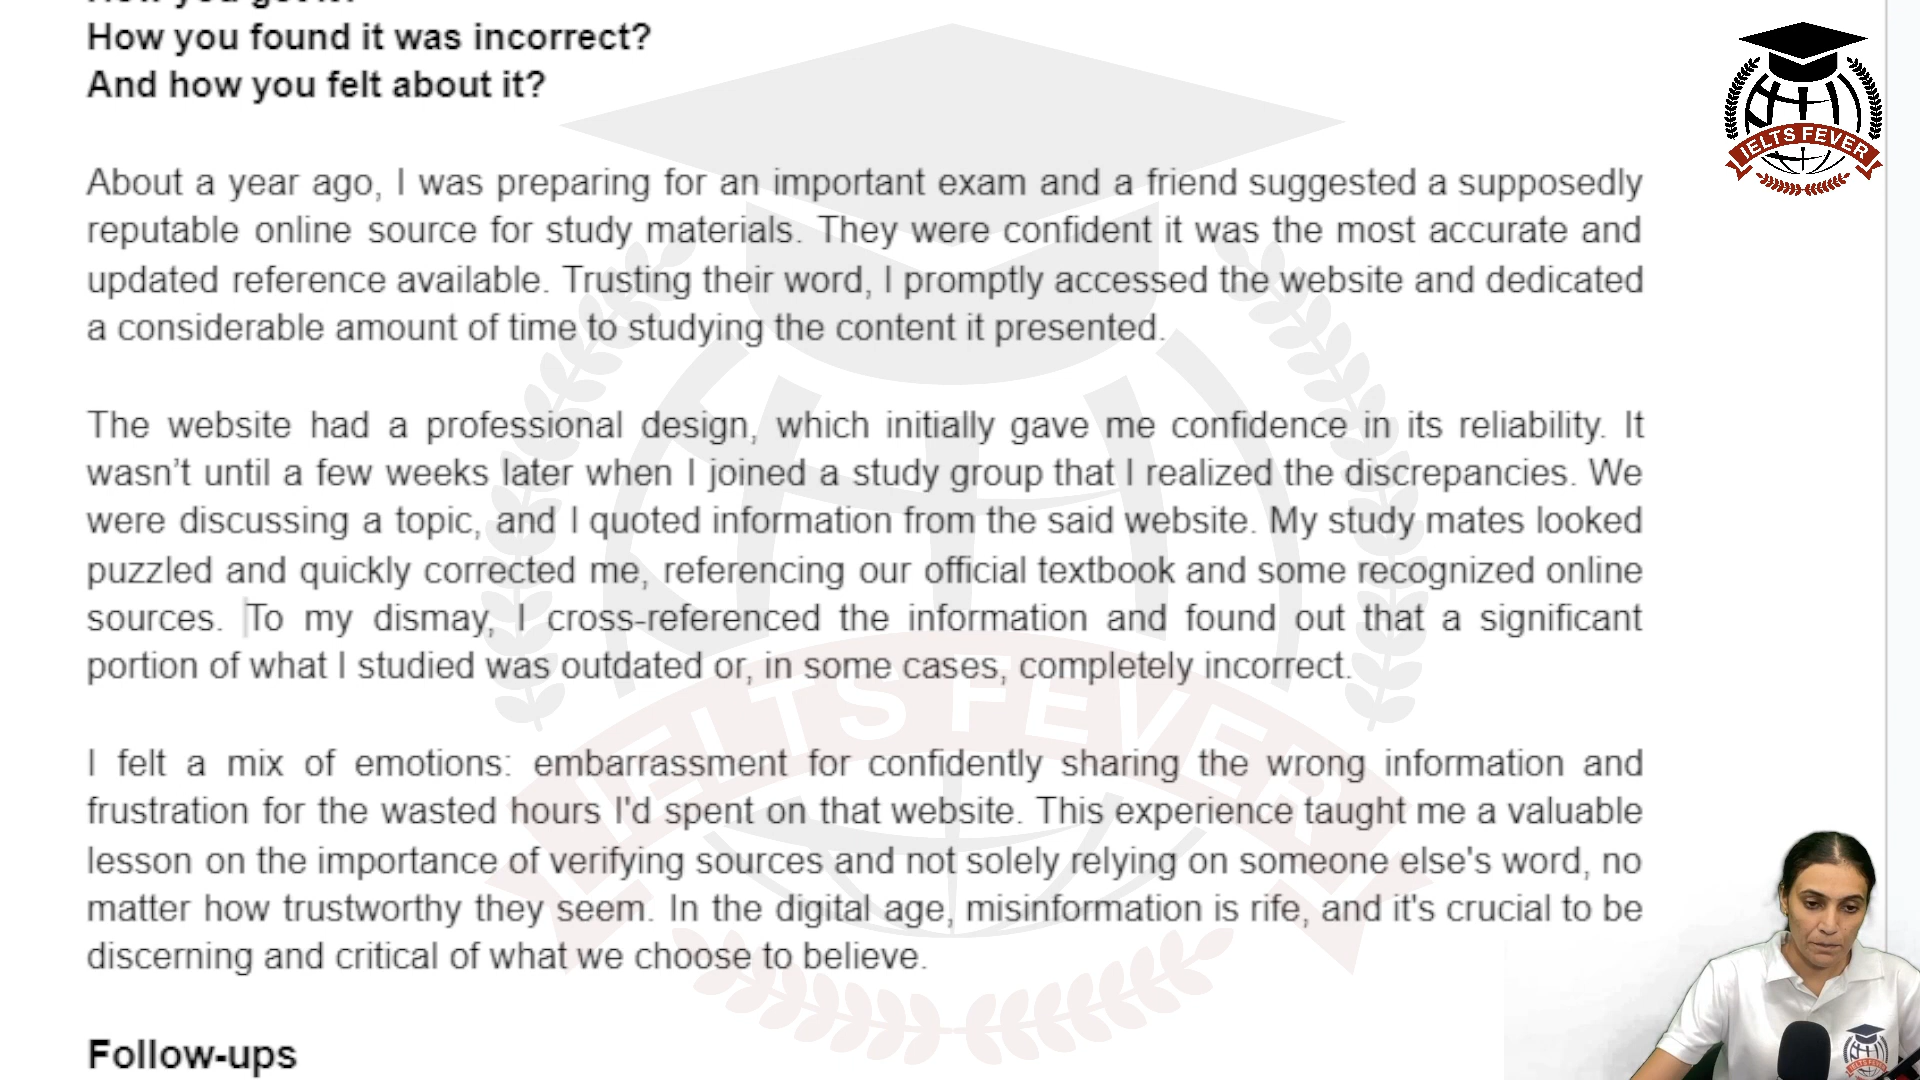 How you got it?
How you found it was incorrect?
And how you felt about it?
About a year ago, I was preparing for an important exam and a friend suggested a supposedly
reputable online source for study materials. They were confident it was the most accurate and
updated reference available. Trusting their word, I promptly accessed the website and dedicated
a considerable amount of time to studying the content it presented.
The website had a professional design, which initially gave me confidence in its reliability. It
wasn’t until a few weeks later when I joined a study group that I realized the discrepancies. We
were discussing a topic, and I quoted information from the said website. My study mates looked
puzzled and quickly corrected me, referencing our official textbook and some recognized online
sources. To my dismay, I cross-referenced the information and found out that a significant
portion of what I studied was outdated or, in some cases, completely incorrect.
I felt a mix of emotions: embarrassment for confidently sharing the wrong information and
frustration for the wasted hours I'd spent on that website. This experience taught me a valuable
lesson on the importance of verifying sources and not solely relying on someone else's word, no
matter how trustworthy they seem. In the digital age, misinformation is rife, and it's crucial to be
discerning and critical of what we choose to believe.
Follow-ups
IELTS FEVER
IELTS FEVER
IELTS FEVER